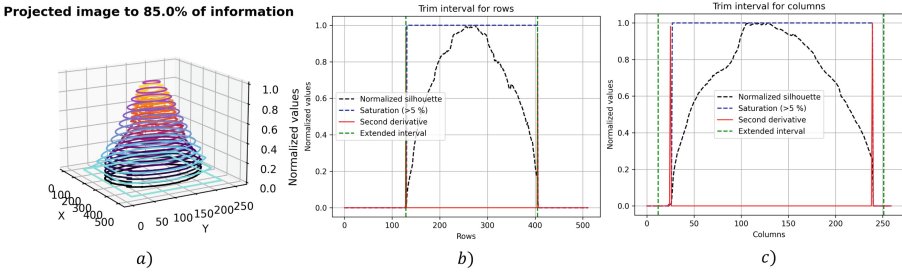 Projected image to 85.0% of information
1.0
0.8
0.6
0.4
0.2
0.0
Normalized values
0
100
200
300
400
500
X
0
50
100
150
200
250
Y
a)
Trim interval for rows
Normalized values
1.0
0.8
0.6
0.4
0.2
0.0
Normalized silhouette
Saturation (>5 %)
Second derivative
Extended interval
0 100 200 300 400 500
Rows
b)
Trim interval for columns
Normalized values
1.0
0.8
0.6
0.4
0.2
0.0
Normalized silhouette
Saturation (>5 %)
Second derivative
Extended interval
0 50 100 150 200 250
Columns
c)